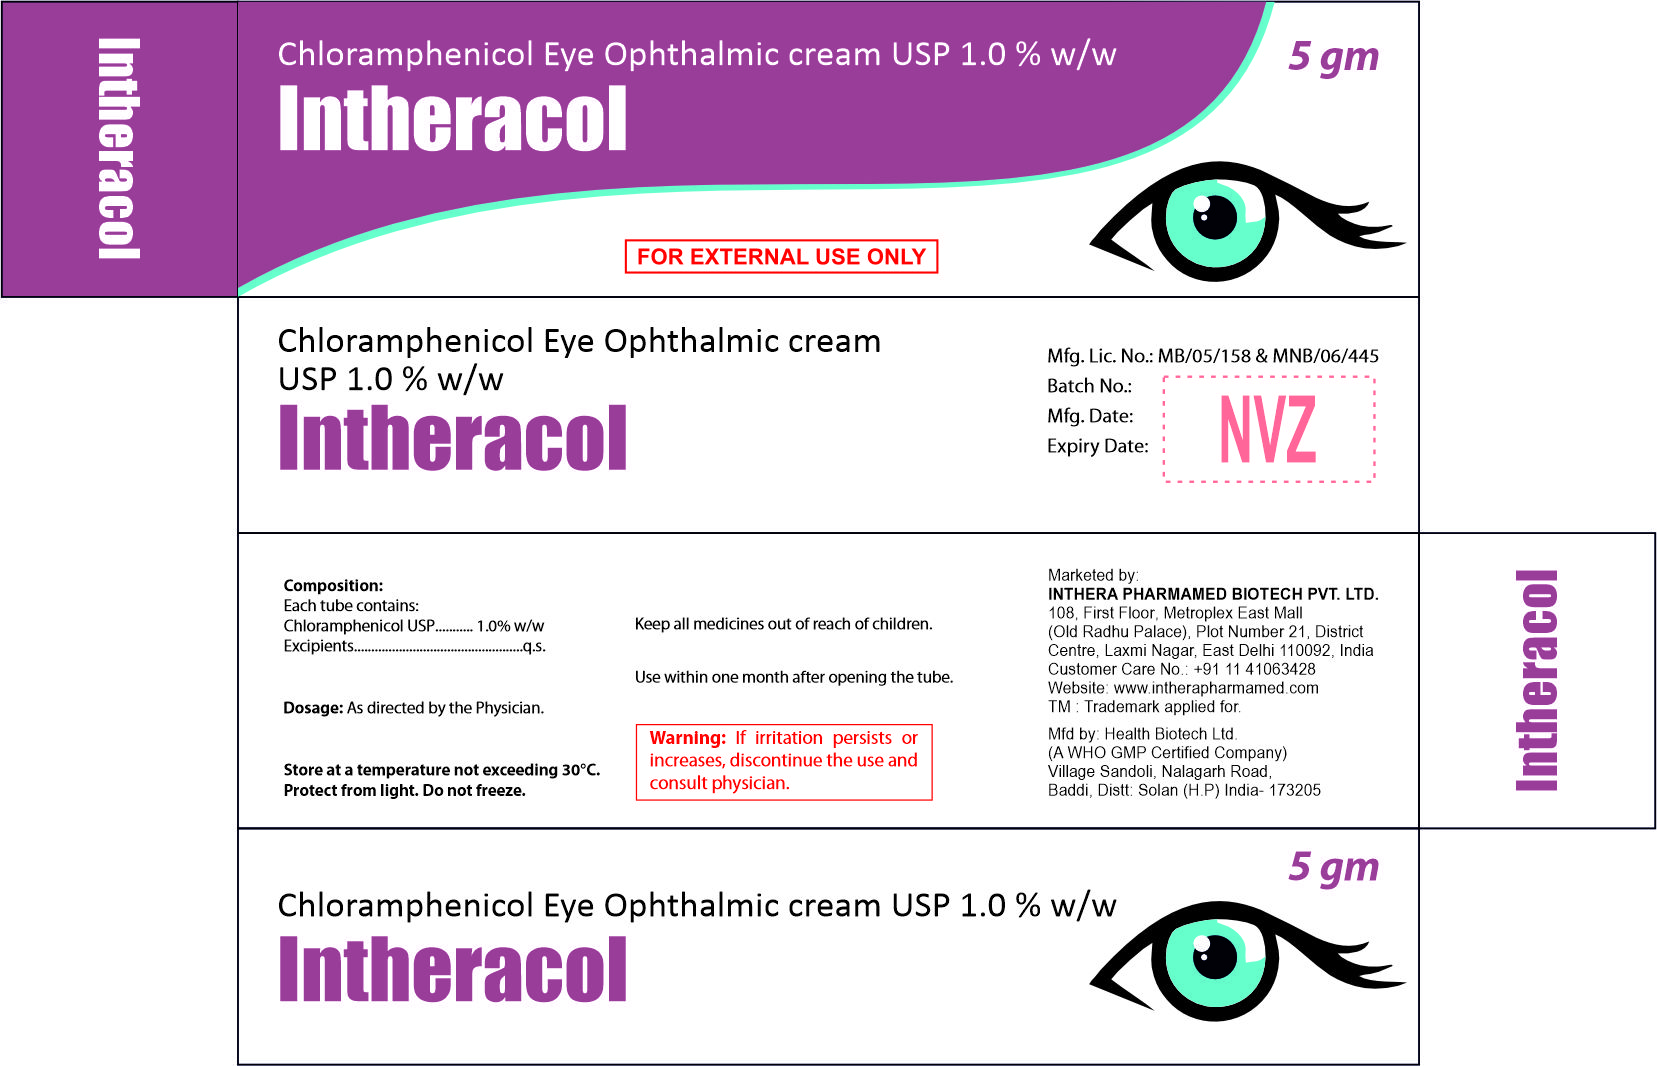 Intheracol
Chloramphenicol Eye Ophthalmic cream USP 1.0 % w/w
Intheracol
5 gm
FOR EXTERNAL USE ONLY
Chloramphenicol Eye Ophthalmic cream
USP 1.0 % w/w
Intheracol
Mfg. Lic. No.: MB/05/158 & MNB/06/445
Batch No.:
Mfg. Date:
Expiry Date:
NVZ
Composition:
Each tube contains:
Chloramphenicol USP........... 1.0% w/w
Excipients.................................................q.s.
Dosage: As directed by the Physician.
Store at a temperature not exceeding 30°C.
Protect from light. Do not freeze.
Keep all medicines out of reach of children.
Use within one month after opening the tube.
Warning: If irritation persists or
increases, discontinue the use and
consult physician.
Marketed by:
INTHERA PHARMAMED BIOTECH PVT. LTD.
108, First Floor, Metroplex East Mall
(Old Radhu Palace), Plot Number 21, District
Centre, Laxmi Nagar, East Delhi 110092, India
Customer Care No.: +91 11 41063428
Website: www.intherapharmamed.com
TM : Trademark applied for.
Mfd by: Health Biotech Ltd.
(A WHO GMP Certified Company)
Village Sandoli, Nalagarh Road,
Baddi, Distt: Solan (H.P) India- 173205
Intheracol
5 gm
Chloramphenicol Eye Ophthalmic cream USP 1.0 % w/w
Intheracol